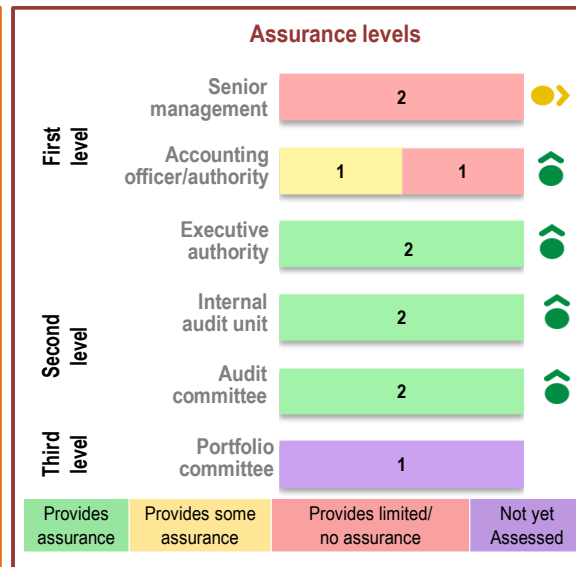 Assurance levels
First
level
Senior
management
2
Accounting
officer/authority
1
1
Executive
authority
2
Second
level
Internal
audit unit
2
Audit
committee
2
Third
level
Portfolio
committee
1
Provides
assurance
Provides some
assurance
Provides limited/
no assurance
Not yet
Assessed